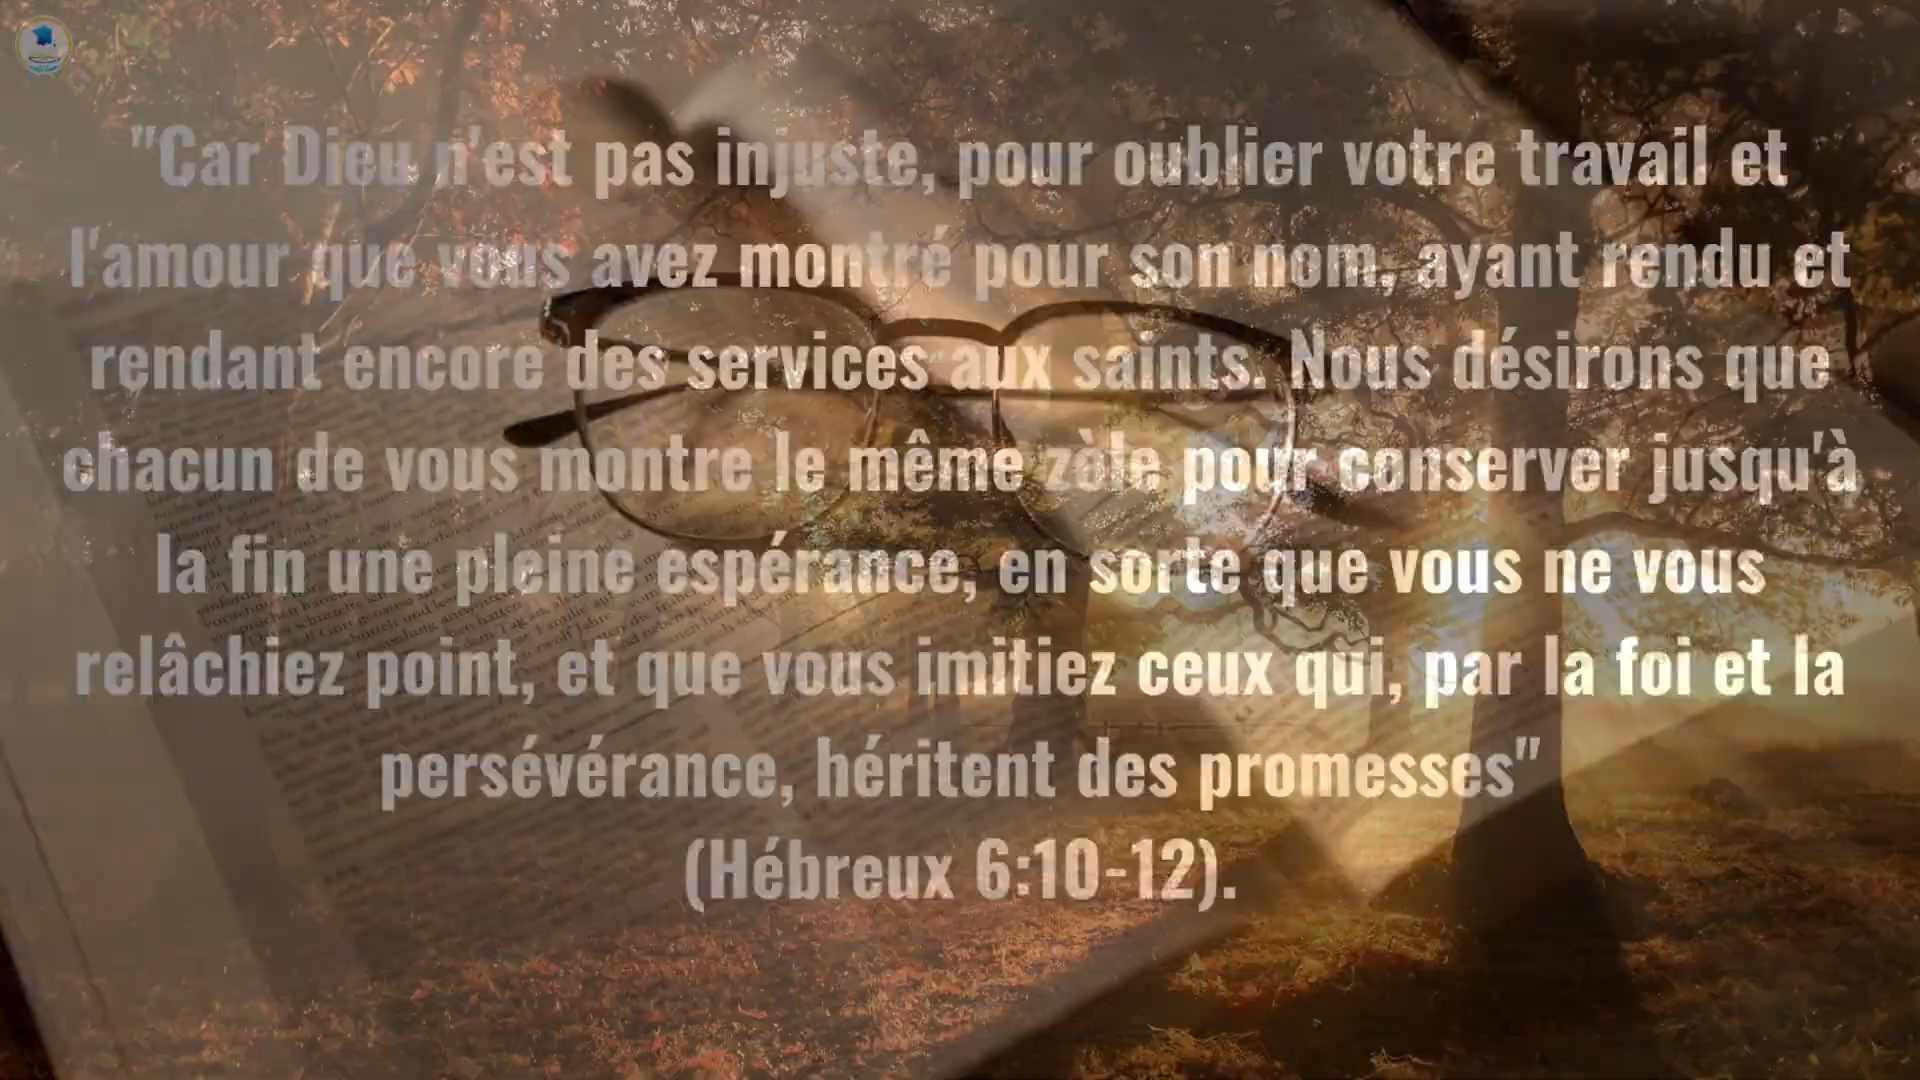 "Car Dieu n'est pas injuste, pour oublier votre travail et
l'amour que vous avez montré pour son nom, ayant rendu et
rendant encore des services aux saints. Nous désirons que
chacun de vous montre le même zèle pour conserver jusqu'à
la fin une pleine espérance, en sorte que vous ne vous
relâchiez point, et que vous imitiez ceux qui, par la foi et la
persévérance, héritent des promesses"
(Hébreux 6:10-12).